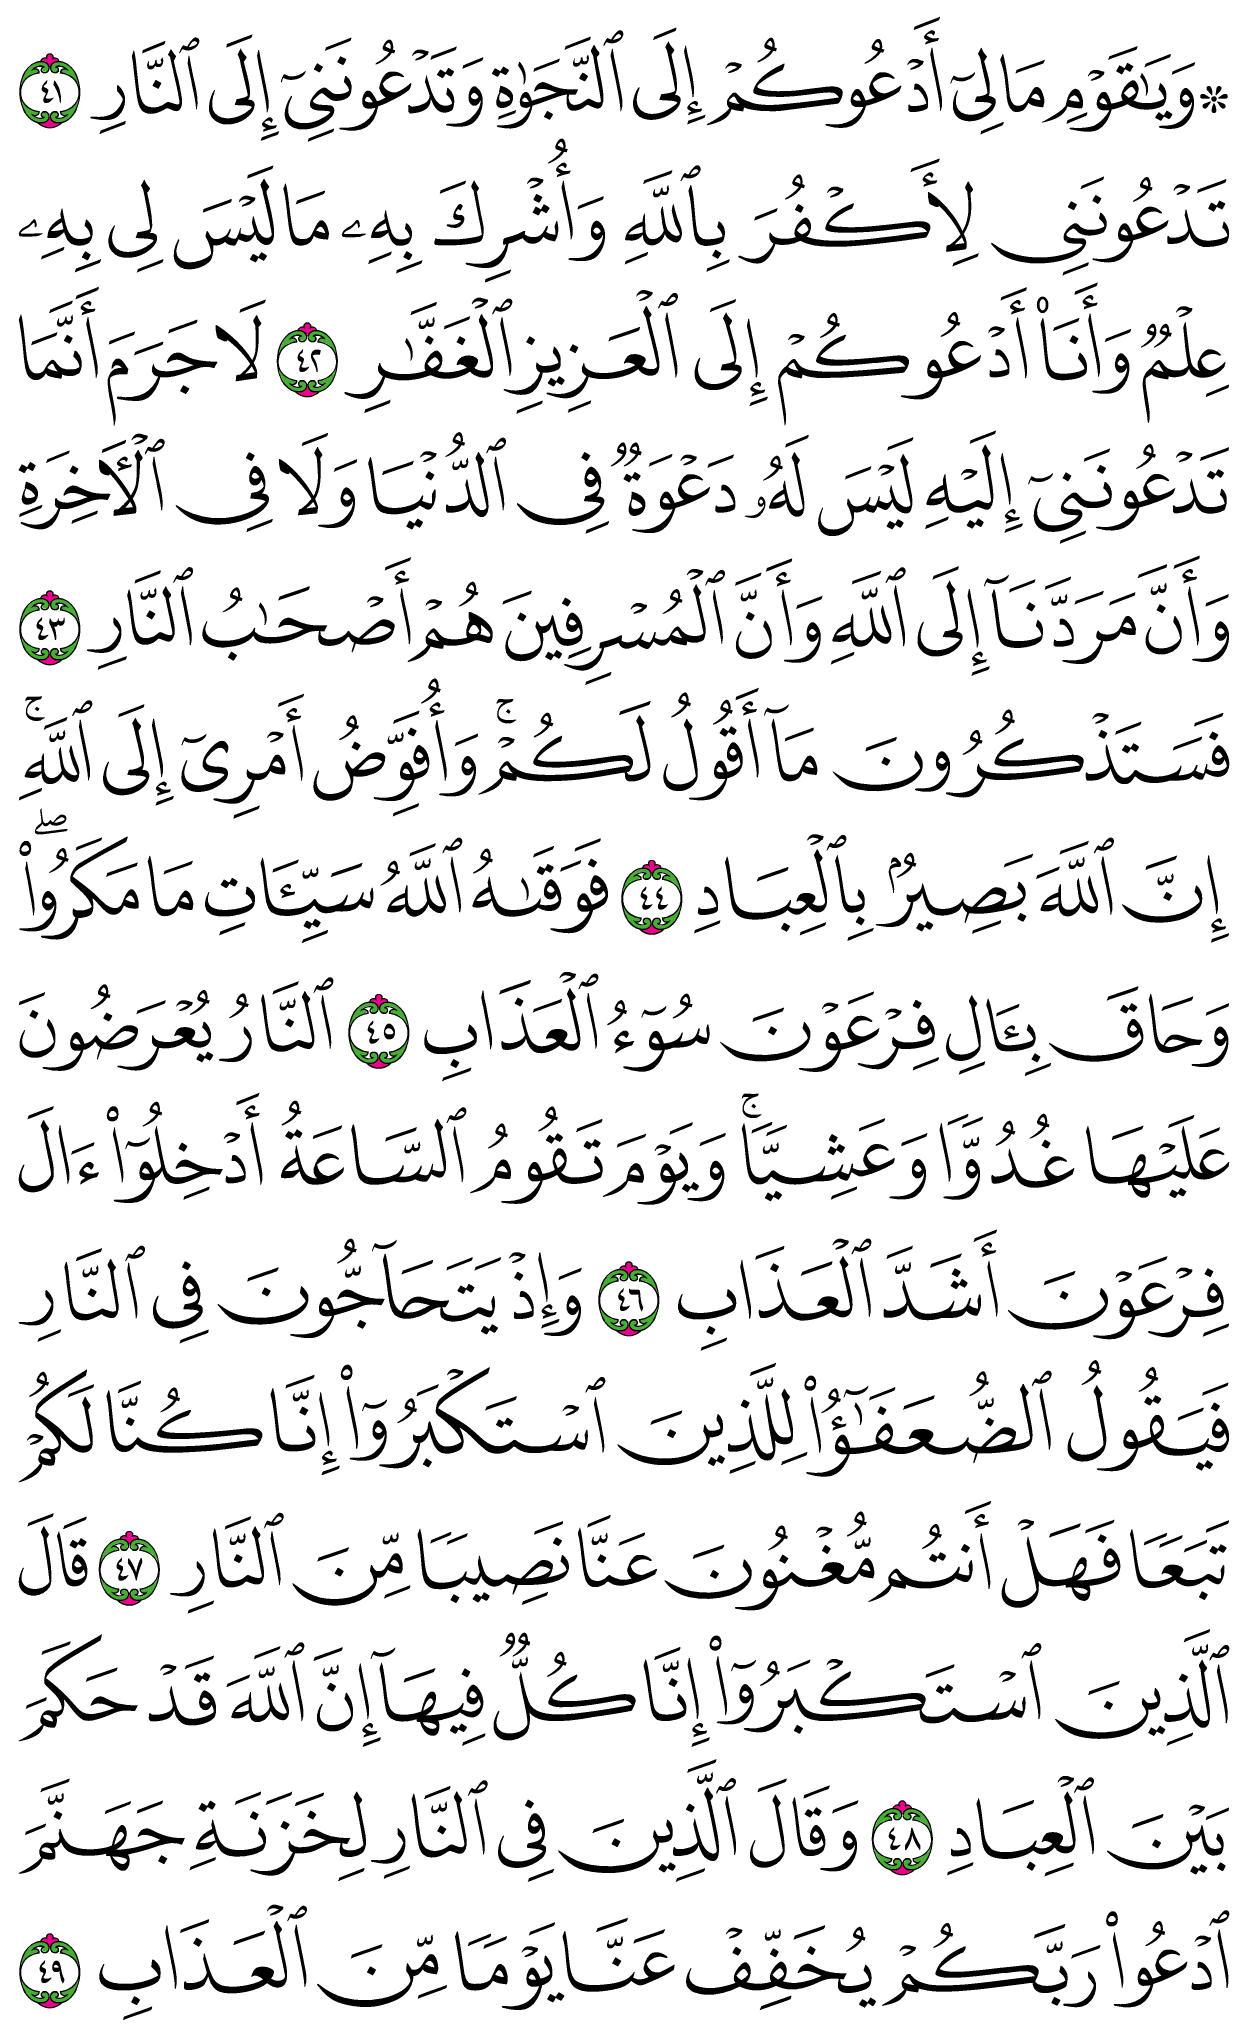 ۞ وَيَـٰقَوْمِ مَا لِىٓ أَدْعُوكُمْ إِلَى ٱلنَّجَوٰةِ وَتَدْعُونَنِىٓ إِلَى ٱلنَّارِ ٤١
تَدْعُونَنِى لِأَكْفُرَ بِٱللَّهِ وَأُشْرِكَ بِهِۦ مَا لَيْسَ لِى بِهِۦ
عِلْمٌ وَأَنَا۠ أَدْعُوكُمْ إِلَى ٱلْعَزِيزِ ٱلْغَفَّـٰرِ ٤٢ لَا جَرَمَ أَنَّمَا
تَدْعُونَنِىٓ إِلَيْهِ لَيْسَ لَهُۥ دَعْوَةٌ فِى ٱلدُّنْيَا وَلَا فِى ٱلْـَٔاخِرَةِ
وَأَنَّ مَرَدَّنَآ إِلَى ٱللَّهِ وَأَنَّ ٱلْمُسْرِفِينَ هُمْ أَصْحَـٰبُ ٱلنَّارِ ٤٣
فَسَتَذْكُرُونَ مَآ أَقُولُ لَكُمْ ۚ وَأُفَوِّضُ أَمْرِىٓ إِلَى ٱللَّهِ ۚ
إِنَّ ٱللَّهَ بَصِيرٌۢ بِٱلْعِبَادِ ٤٤ فَوَقَىٰهُ ٱللَّهُ سَيِّـَٔاتِ مَا مَكَرُوا۟ ۖ
وَحَاقَ بِـَٔالِ فِرْعَوْنَ سُوٓءُ ٱلْعَذَابِ ٤٥ ٱلنَّارُ يُعْرَضُونَ
عَلَيْهَا غُدُوًّا وَعَشِيًّا ۚ وَيَوْمَ تَقُومُ ٱلسَّاعَةُ أَدْخِلُوٓا۟ ءَالَ
فِرْعَوْنَ أَشَدَّ ٱلْعَذَابِ ٤٦ وَإِذْ يَتَحَآجُّونَ فِى ٱلنَّارِ
فَيَقُولُ ٱلضُّعَفَـٰٓؤُا۟ لِلَّذِينَ ٱسْتَكْبَرُوٓا۟ إِنَّا كُنَّا لَكُمْ
تَبَعًا فَهَلْ أَنتُم مُّغْنُونَ عَنَّا نَصِيبًا مِّنَ ٱلنَّارِ ٤٧ قَالَ
ٱلَّذِينَ ٱسْتَكْبَرُوٓا۟ إِنَّا كُلٌّ فِيهَآ إِنَّ ٱللَّهَ قَدْ حَكَمَ
بَيْنَ ٱلْعِبَادِ ٤٨ وَقَالَ ٱلَّذِينَ فِى ٱلنَّارِ لِخَزَنَةِ جَهَنَّمَ
ٱدْعُوا۟ رَبَّكُمْ يُخَفِّفْ عَنَّا يَوْمًا مِّنَ ٱلْعَذَابِ ٤٩